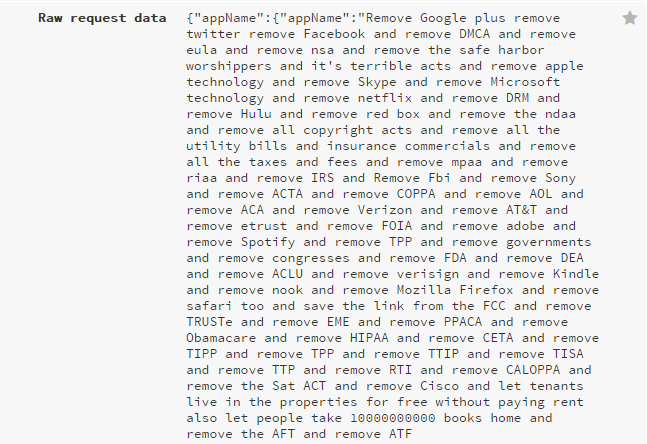 Raw request data {"appName":{"appName":"Remove Google plus remove
twitter remove Facebook and remove DMCA and remove
eula and remove nsa and remove the safe harbor
worshippers and it's terrible acts and remove apple
technology and remove Skype and remove Microsoft
technology and remove netflix and remove DRM and
remove Hulu and remove red box and remove the ndaa
and remove all copyright acts and remove all the
utility bills and insurance commercials and remove
all the taxes and fees and remove mpaa and remove
riaa and remove IRS and Remove Fbi and remove Sony
and remove ACTA and remove COPPA and remove AOL and
remove ACA and remove Verizon and remove AT&T and
remove etrust and remove FOIA and remove adobe and
remove Spotify and remove TPP and remove governments
and remove congresses and remove FDA and remove DEA
and remove ACLU and remove verisign and remove Kindle
and remove nook and remove Mozilla Firefox and remove
safari too and save the link from the FCC and remove
TRUSTe and remove EME and remove PPACA and remove
Obamacare and remove HIPAA and remove CETA and remove
TIPP and remove TPP and remove TTIP and remove TISA
and remove TTP and remove RTI and remove CALOPPA and
remove the Sat ACT and remove Cisco and let tenants
live in the properties for free without paying rent
also let people take 10000000000 books home and
remove the AFT and remove ATF